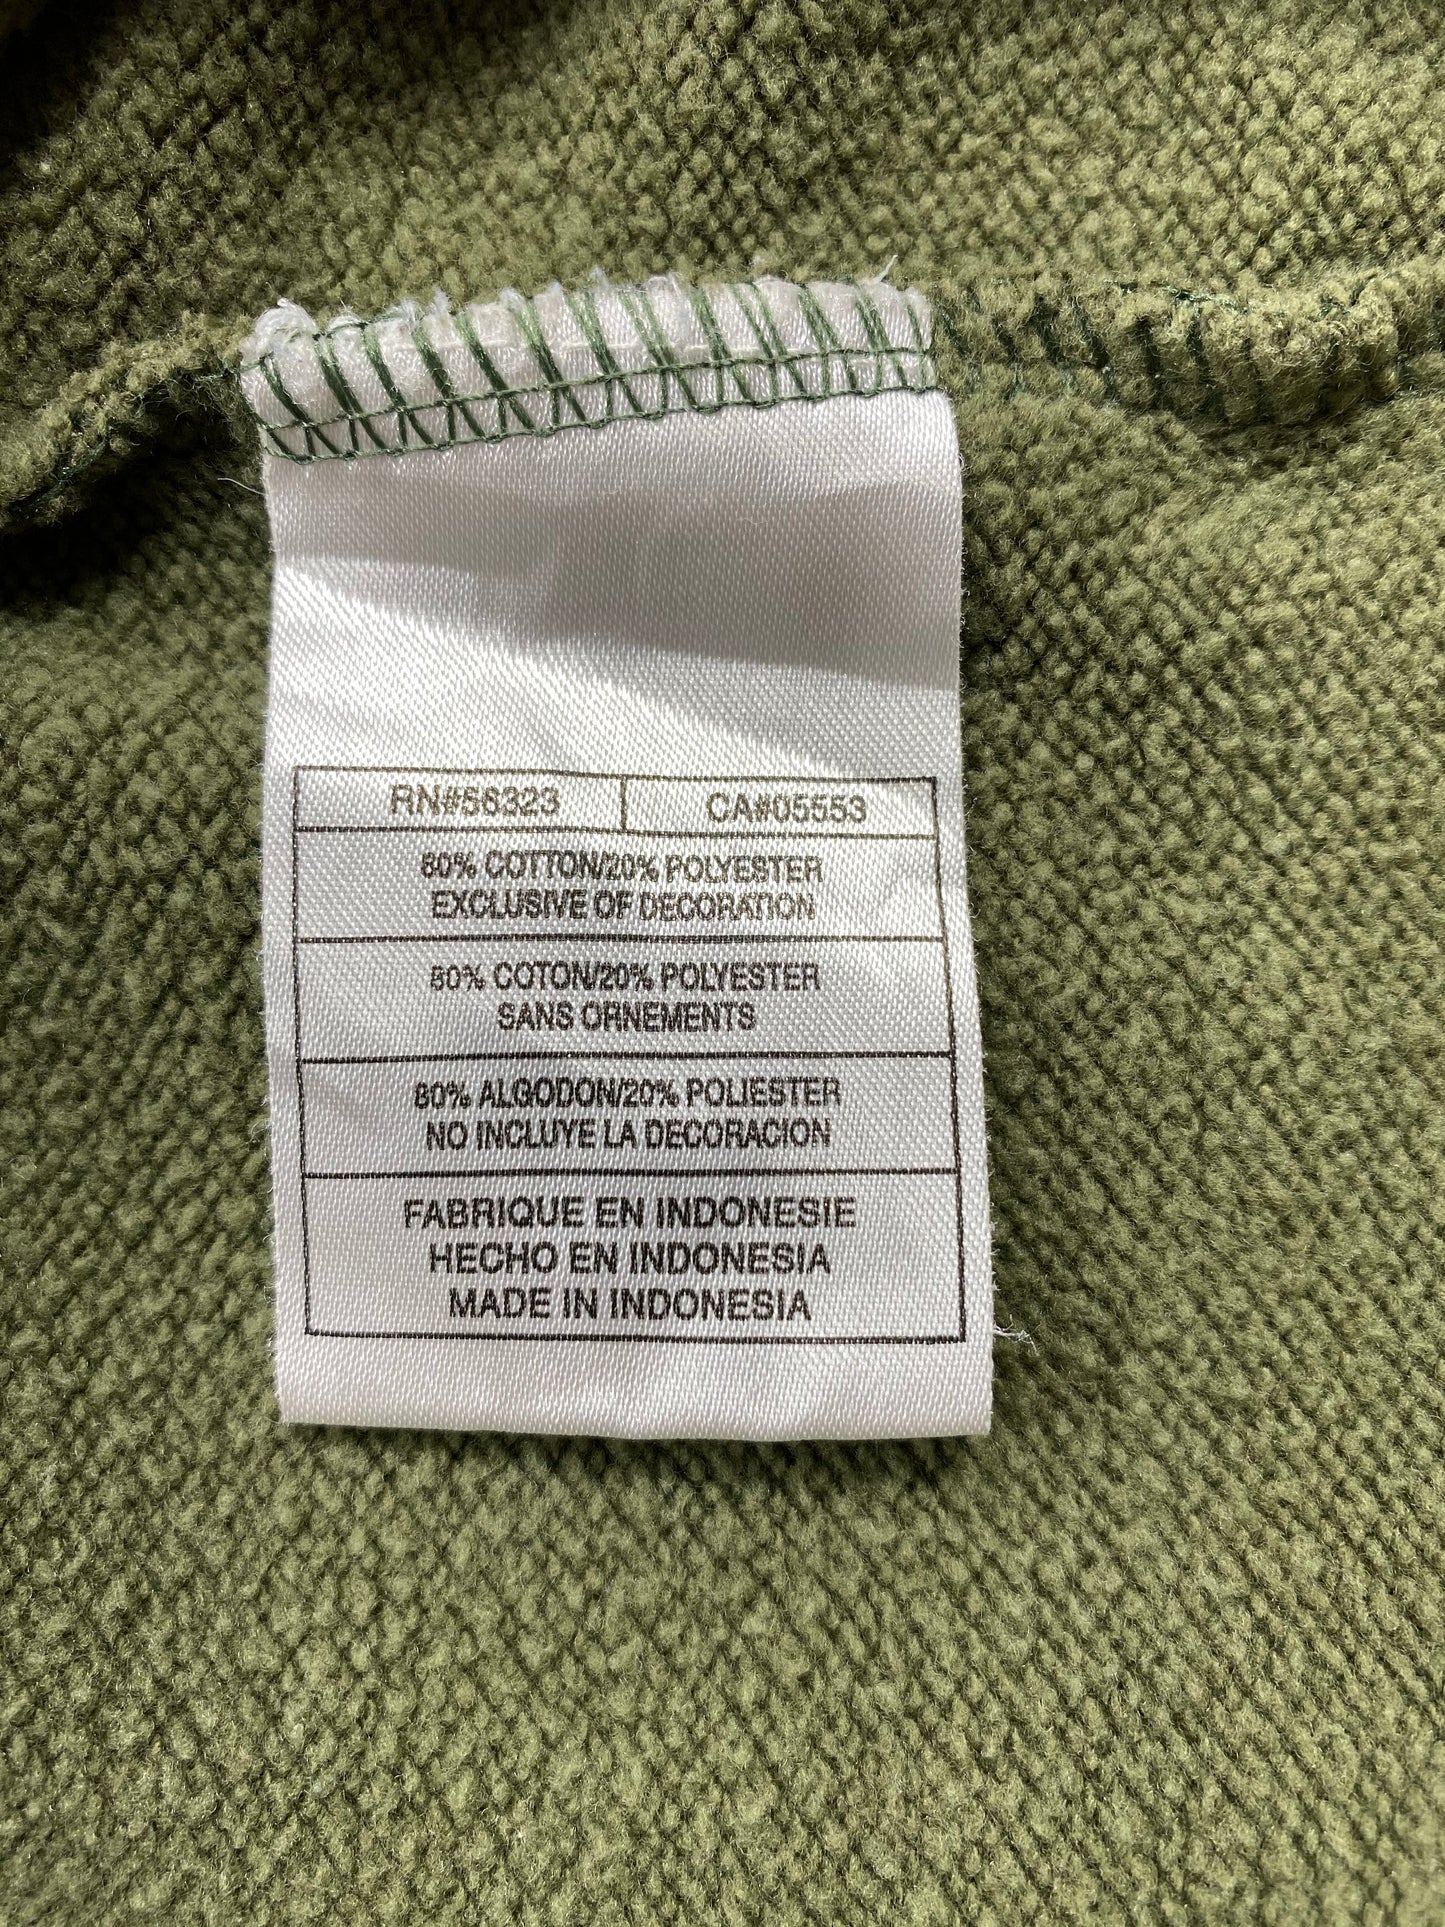 RN#56323 CA#05553
80% COTTON/20% POLYESTER
EXCLUSIVE OF DECORATION
80% COTON/20% POLYESTER
SANS ORNEMENTS
80% ALGODON/20% POLIESTER
NO INCLUYE LA DECORACION
FABRIQUE EN INDONESIE
HECHO EN INDONESIA
MADE IN INDONESIA